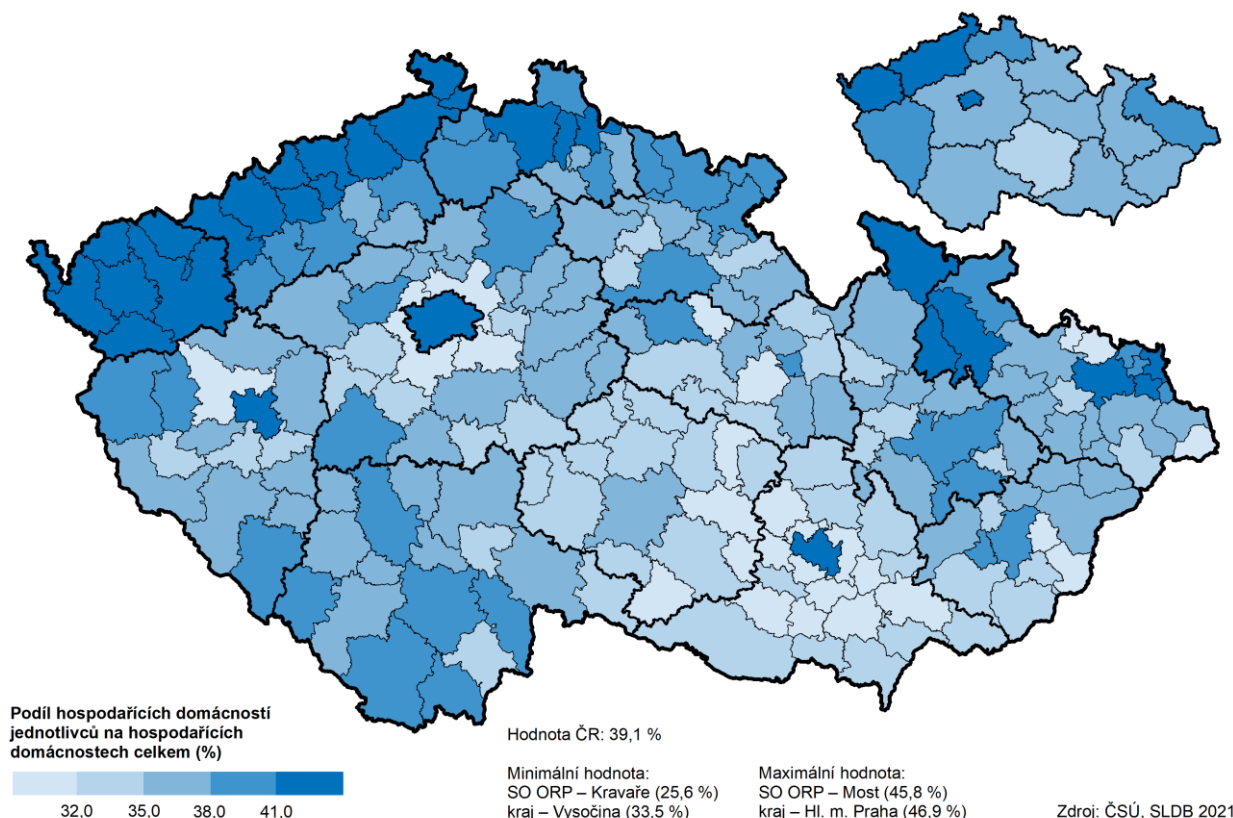 Podíl hospodařících domácností
jednotlivců na hospodařících
domácnostech celkem (%)
32,0 35,0 38,0 41,0
Hodnota ČR: 39,1 %
Minimální hodnota:
SO ORP – Kravaře (25,6 %)
kraj – Vysočina (33,5 %)
Maximální hodnota:
SO ORP – Most (45,8 %)
kraj – Hl. m. Praha (46,9 %)
Zdroj: ČSÚ, SLDB 2021